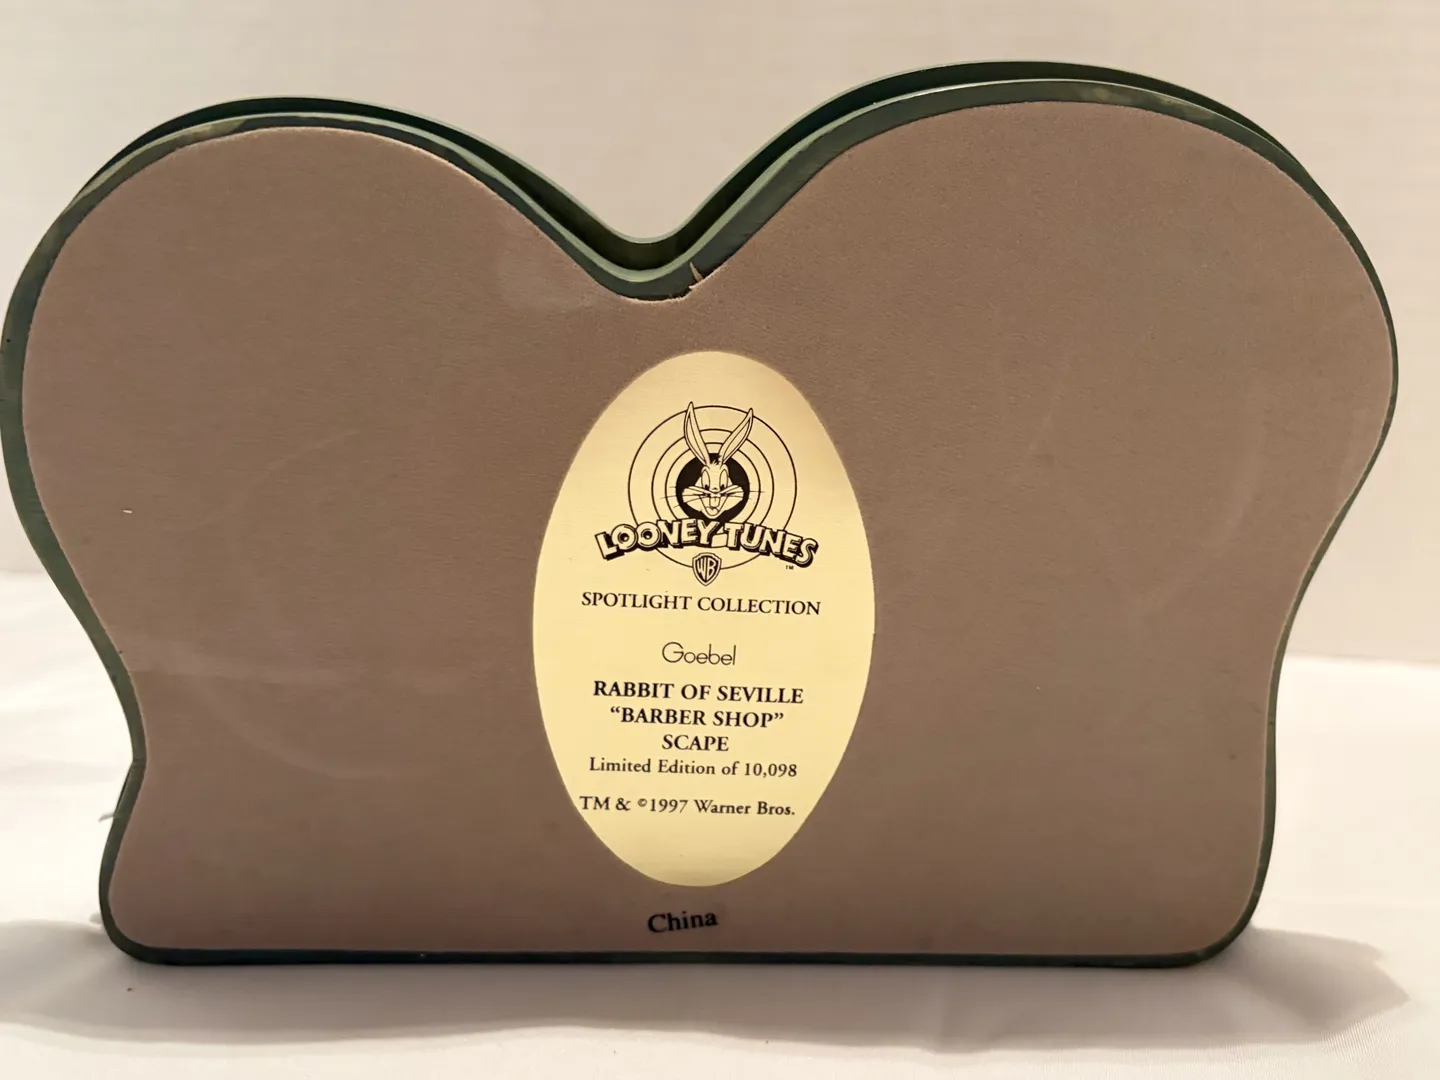 LOONEY TUNES
WB
TM
SPOTLIGHT COLLECTION
Goebel
RABBIT OF SEVILLE
“BARBER SHOP”
SCAPE
Limited Edition of 10,098
TM & ©1997 Warner Bros.
China